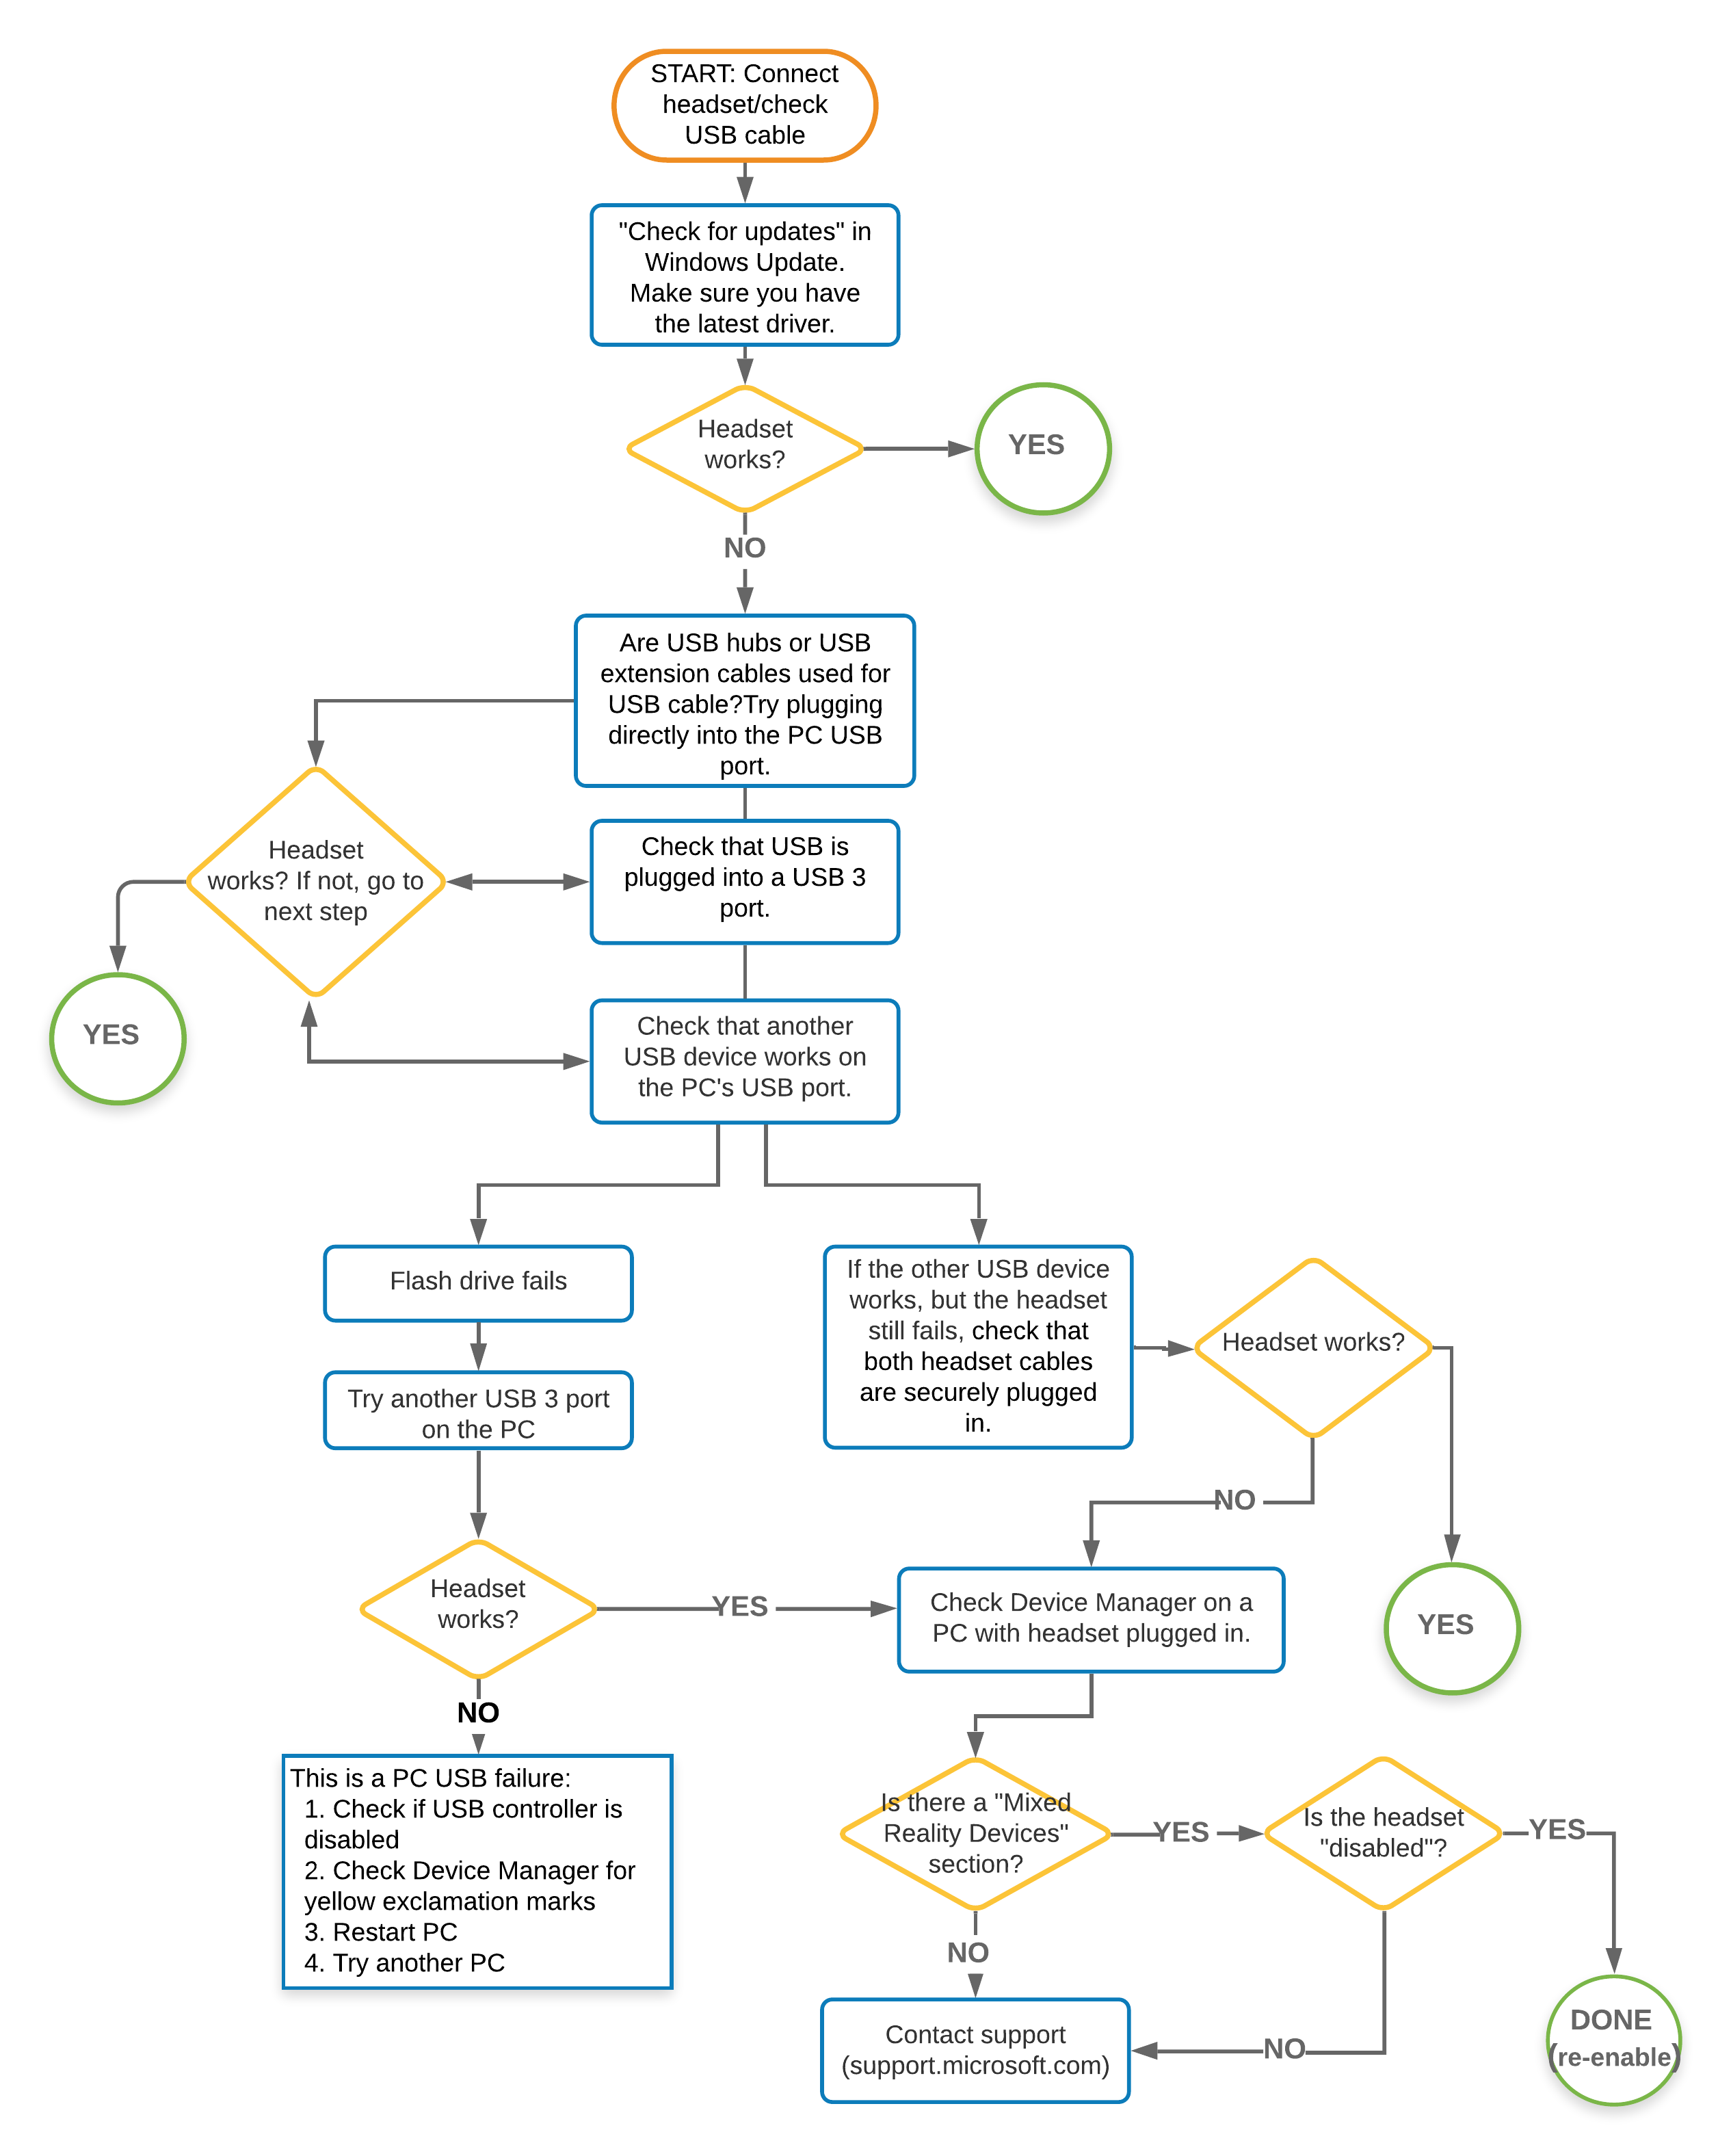 START: Connect
headset/check
USB cable
"Check for updates" in
Windows Update.
Make sure you have
the latest driver.
Headset
works?
YES
NO
Are USB hubs or USB
extension cables used for
USB cable?Try plugging
directly into the PC USB
port.
Headset
works? If not, go to
next step
Check that USB is
plugged into a USB 3
port.
YES
Check that another
USB device works on
the PC's USB port.
Flash drive fails
If the other USB device
works, but the headset
still fails, check that
both headset cables
are securely plugged
in.
Headset works?
Try another USB 3 port
on the PC
NO
Headset
works?
YES
Check Device Manager on a
PC with headset plugged in.
YES
NO
This is a PC USB failure:
1. Check if USB controller is
disabled
2. Check Device Manager for
yellow exclamation marks
3. Restart PC
4. Try another PC
Is there a "Mixed
Reality Devices"
section?
YES
Is the headset
"disabled"?
YES
NO
Contact support
(support.microsoft.com)
NO
DONE
(re-enable)